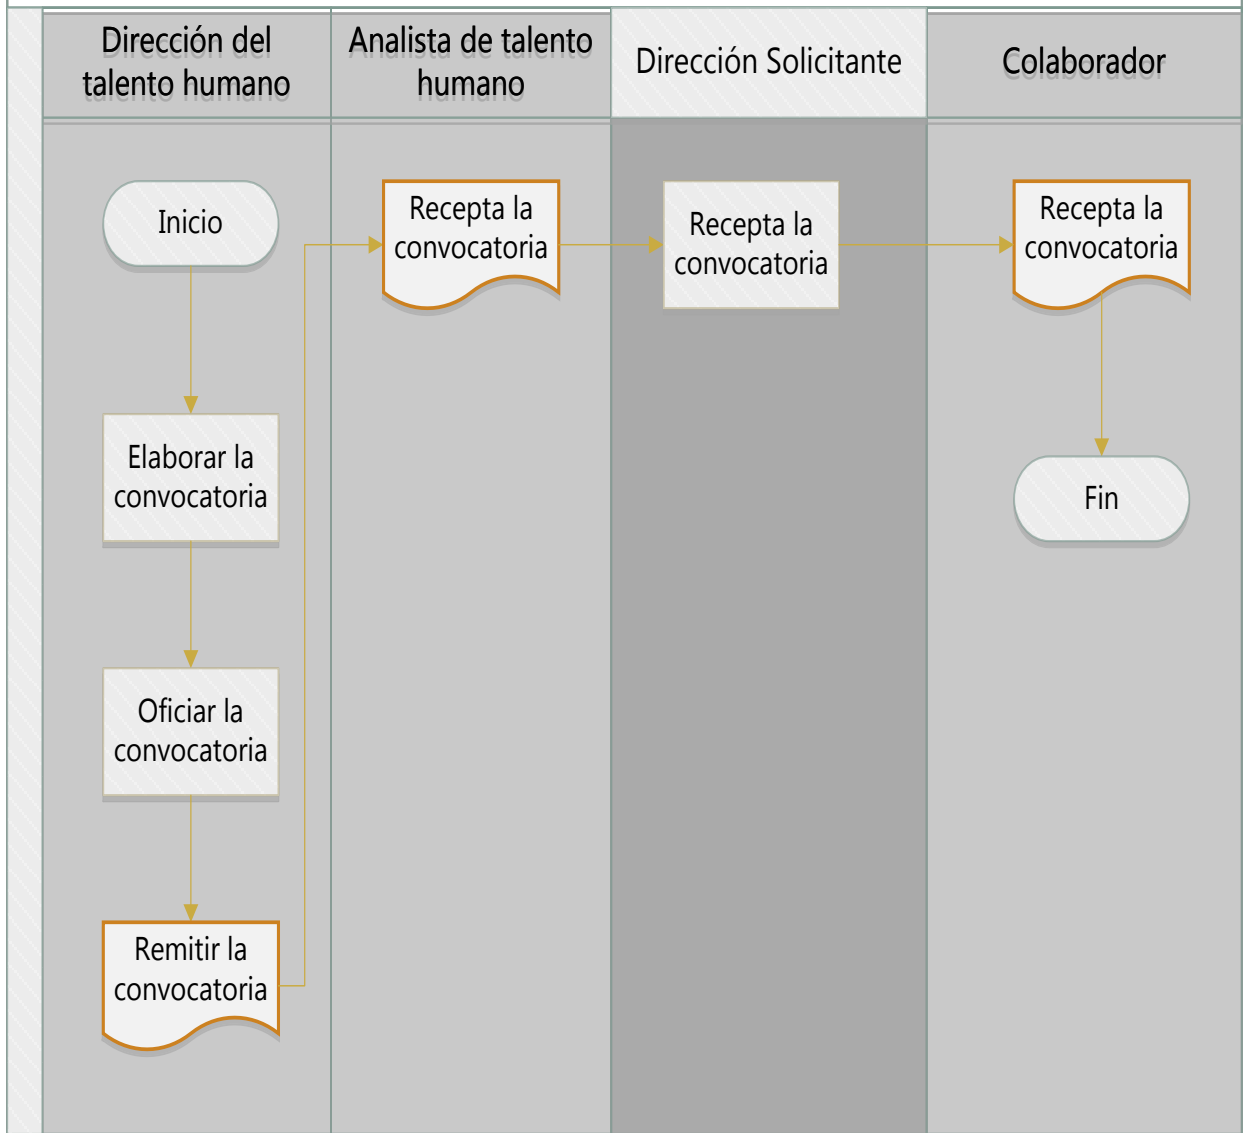 Dirección del
talento humano
Analista de talento
humano
Dirección Solicitante
Colaborador
Inicio
Recepta la
convocatoria
Recepta la
convocatoria
Recepta la
convocatoria
Elaborar la
convocatoria
Fin
Oficiar la
convocatoria
Remitir la
convocatoria